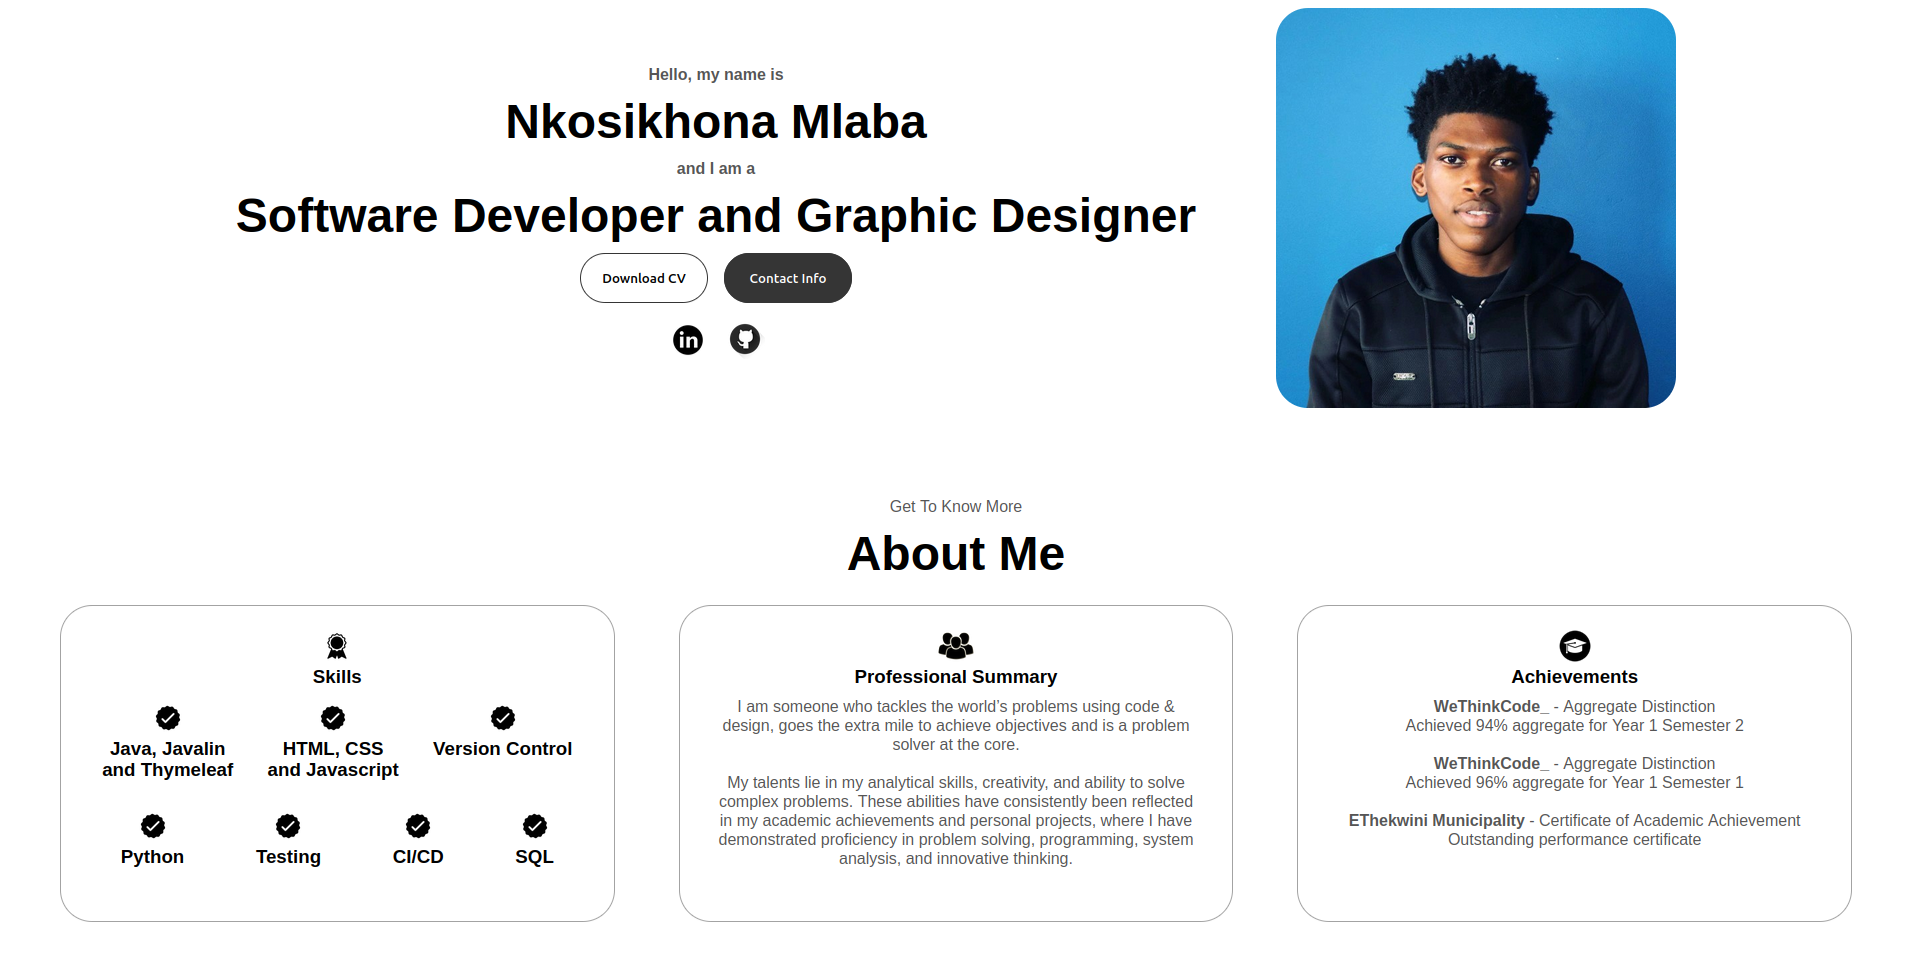 Hello, my name is
Nkosikhona Mlaba
and I am a
Software Developer and Graphic Designer
Download CV
Contact Info
in
Get To Know More
About Me
Skills
Java, Javalin
and Thymeleaf
HTML, CSS
and Javascript
Version Control
Python
Testing
CI/CD
SQL
Professional Summary
I am someone who tackles the world’s problems using code &
design, goes the extra mile to achieve objectives and is a problem
solver at the core.
My talents lie in my analytical skills, creativity, and ability to solve
complex problems. These abilities have consistently been reflected
in my academic achievements and personal projects, where I have
demonstrated proficiency in problem solving, programming, system
analysis, and innovative thinking.
Achievements
WeThinkCode_ - Aggregate Distinction
Achieved 94% aggregate for Year 1 Semester 2
WeThinkCode_ - Aggregate Distinction
Achieved 96% aggregate for Year 1 Semester 1
EThekwini Municipality - Certificate of Academic Achievement
Outstanding performance certificate